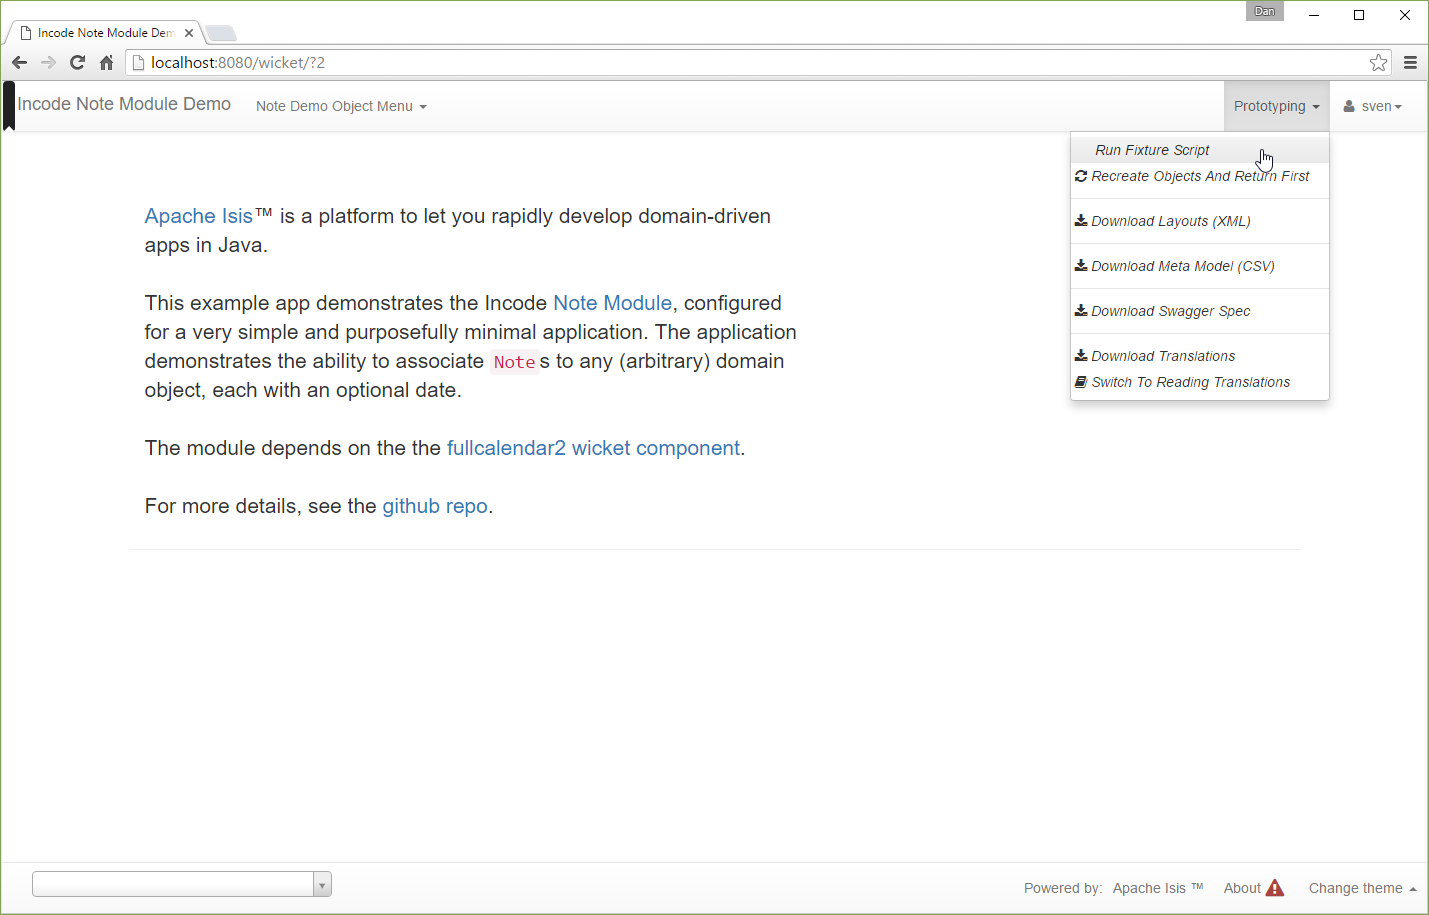 Dan
Incode Note Module Dem
localhost:8080/wicket/?2
Incode Note Module Demo
Note Demo Object Menu
Prototyping
sven
Run Fixture Script
Recreate Objects And Return First
Download Layouts (XML)
Download Meta Model (CSV)
Download Swagger Spec
Download Translations
Switch To Reading Translations
Apache Isis™ is a platform to let you rapidly develop domain-driven
apps in Java.
This example app demonstrates the Incode Note Module, configured
for a very simple and purposefully minimal application. The application
demonstrates the ability to associate Notes to any (arbitrary) domain
object, each with an optional date.
The module depends on the the fullcalendar2 wicket component.
For more details, see the github repo.
Powered by: Apache Isis ™ About Change theme